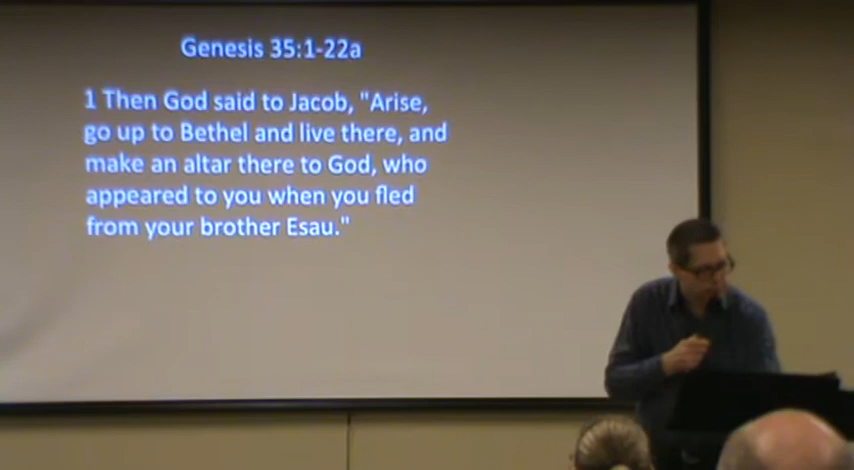 Genesis 35:1-22a
1 Then God said to Jacob, "Arise,
go up to Bethel and live there, and
make an altar there to God, who
appeared to you when you fled
from your brother Esau."